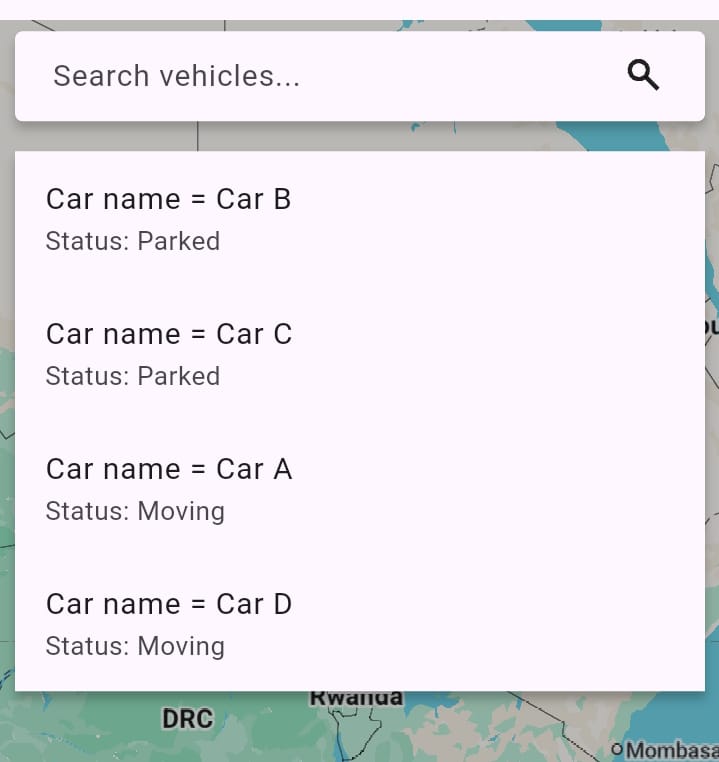 Search vehicles...
Car name = Car B
Status: Parked
Car name = Car C
Status: Parked
Car name = Car A
Status: Moving
Car name = Car D
Status: Moving
Rwanda
DRC
Mombasa